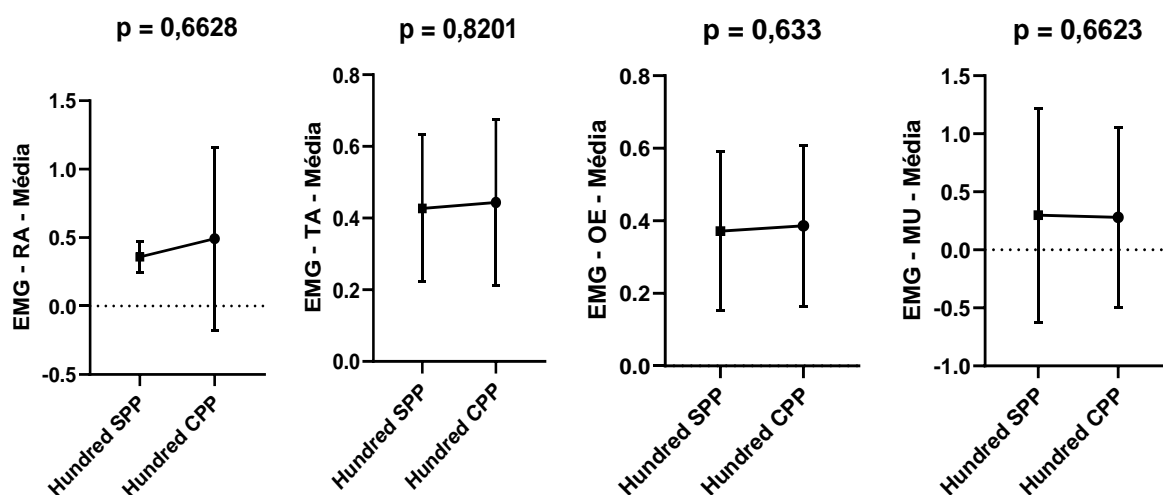 p = 0,6628
EMG - RA - Média
1.5
1.0
0.5
0.0
-0.5
Hundred SPP
Hundred CPP
p = 0,8201
EMG - TA - Média
0.8
0.6
0.4
0.2
0.0
Hundred SPP
Hundred CPP
p = 0,633
EMG - OE - Média
0.8
0.6
0.4
0.2
0.0
Hundred SPP
Hundred CPP
p = 0,6623
EMG - MU - Média
1.5
1.0
0.5
0.0
-0.5
-1.0
Hundred SPP
Hundred CPP